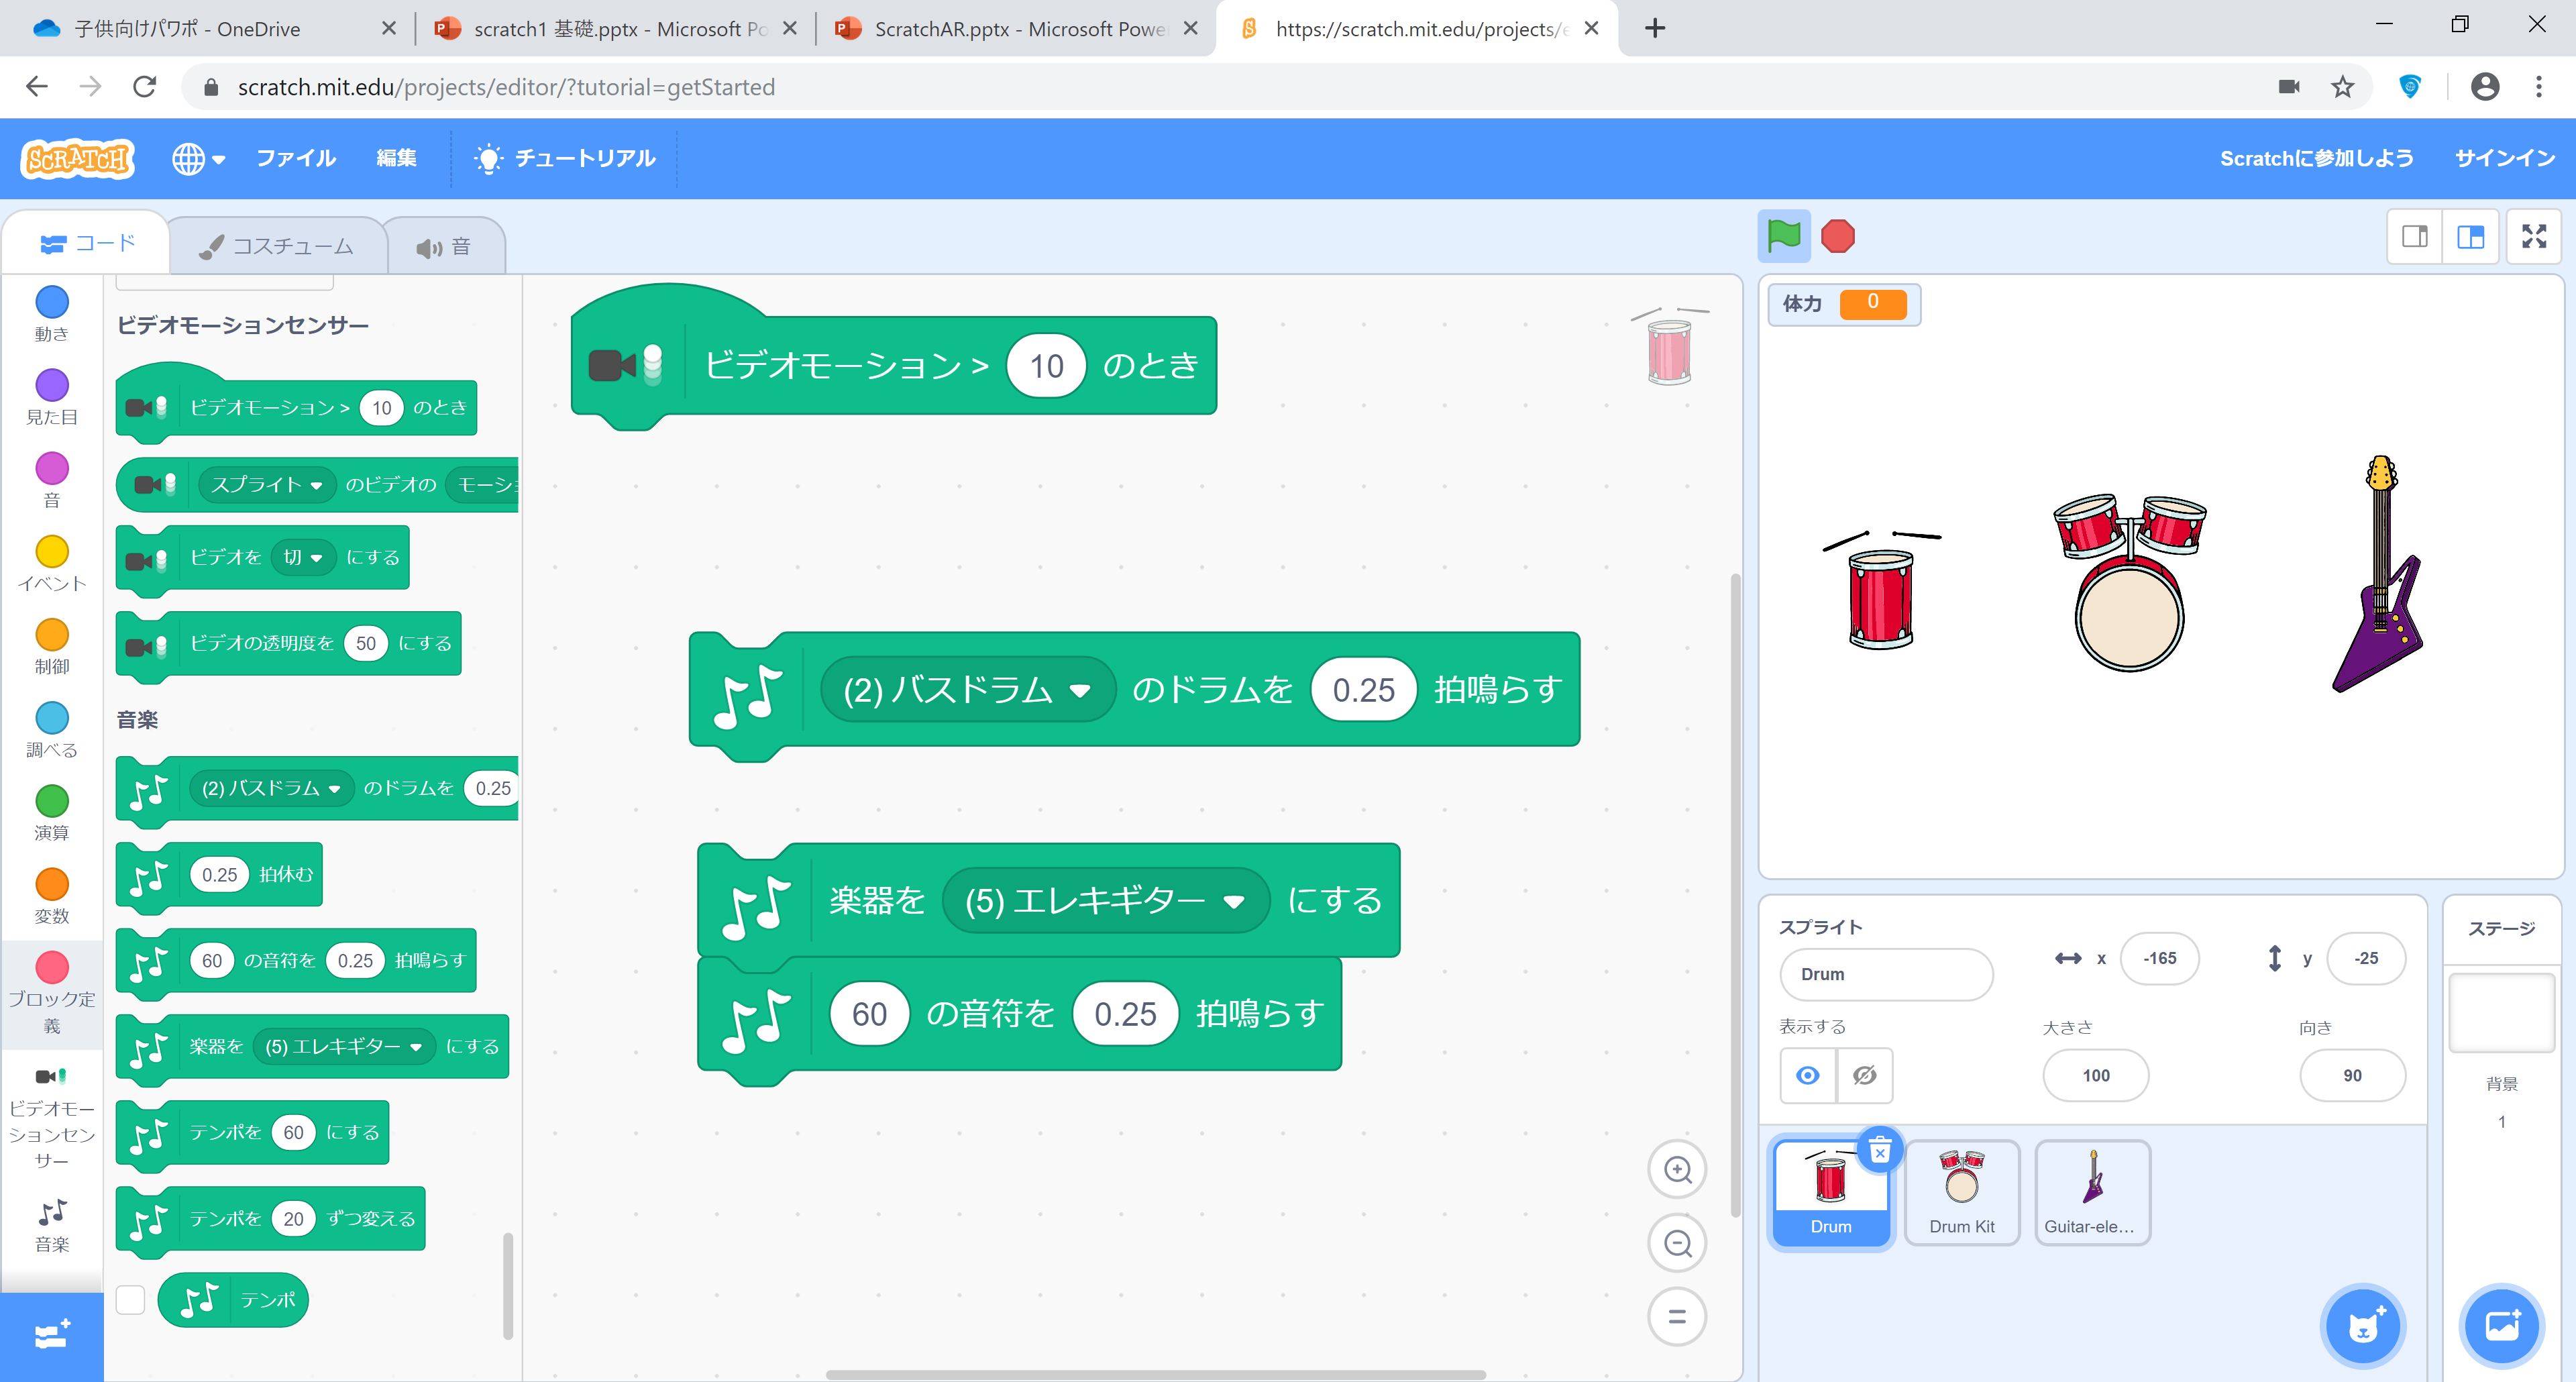 子供向けパワポ - OneDrive
scratch1 基礎.pptx - Microsoft Po
ScratchAR.pptx - Microsoft Powe
https://scratch.mit.edu/projects/e
scratch.mit.edu/projects/editor/?tutorial=getStarted
SCRATCH
ファイル
編集
チュートリアル
Scratchに参加しよう
サインイン
コード
コスチューム
音
動き
見た目
音
イベント
制御
調べる
演算
変数
ブロック定
義
ビデオモー
ションセン
サー
音楽
ビデオモーションセンサー
ビデオモーション > 10 のとき
スプライト のビデオの モーショ
ビデオを 切 にする
ビデオの透明度を 50 にする
音楽
(2) バスドラム のドラムを 0.25
0.25 拍休む
60 の音符を 0.25 拍鳴らす
楽器を (5) エレキギター にする
テンポを 60 にする
テンポを 20 ずつ変える
テンポ
ビデオモーション > 10 のとき
(2) バスドラム のドラムを 0.25 拍鳴らす
楽器を (5) エレキギター にする
60 の音符を 0.25 拍鳴らす
体力 0
スプライト
Drum
x -165
y -25
表示する
大きさ
向き
100
90
Drum
Drum Kit
Guitar-ele...
ステージ
背景
1